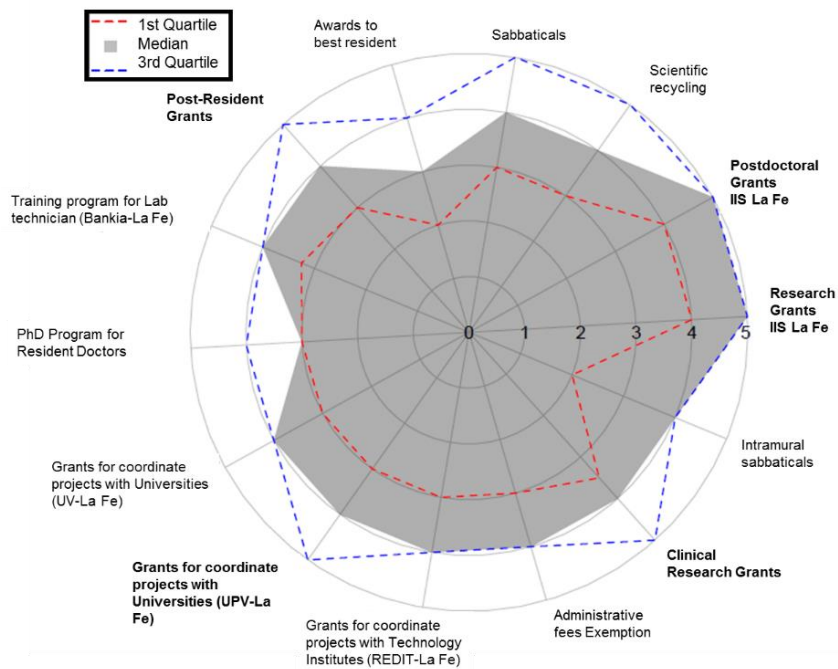 1st Quartile
Median
3rd Quartile
Awards to
best resident
Sabbaticals
Scientific
recycling
Post-Resident
Grants
Postdoctoral
Grants
IIS La Fe
Training program for Lab
technician (Bankia-La Fe)
Research
Grants
IIS La Fe
0 1 2 3 4 5
PhD Program for
Resident Doctors
Intramural
sabbaticals
Grants for coordinate
projects with Universities
(UV-La Fe)
Clinical
Research Grants
Grants for coordinate
projects with
Universities (UPV-La
Fe)
Grants for coordinate
projects with Technology
Institutes (REDIT-La Fe)
Administrative
fees Exemption